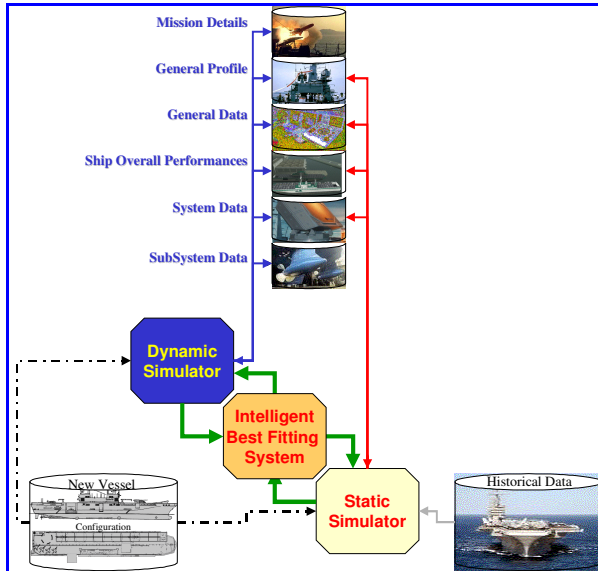 Mission Details
General Profile
General Data
Ship Overall Performances
System Data
SubSystem Data
Dynamic
Simulator
Intelligent
Best Fitting
System
New Vessel
Configuration
Static
Simulator
Historical Data